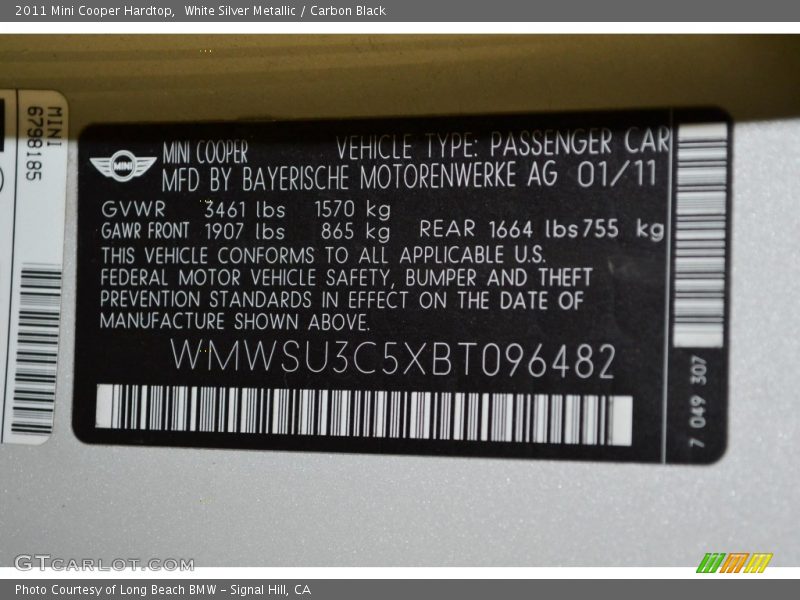 2011 Mini Cooper Hardtop, White Silver Metallic / Carbon Black
MINI
6798185
MINI
MINI COOPER VEHICLE TYPE: PASSENGER CAR
MFD BY BAYERISCHE MOTORENWERKE AG 01/11
GVWR 3461 lbs 1570 kg
GAWR FRONT 1907 lbs 865 kg REAR 1664 lbs 755 kg
THIS VEHICLE CONFORMS TO ALL APPLICABLE U.S.
FEDERAL MOTOR VEHICLE SAFETY, BUMPER AND THEFT
PREVENTION STANDARDS IN EFFECT ON THE DATE OF
MANUFACTURE SHOWN ABOVE.
WMWSU3C5XBT096482
7 049 307
GTCARLOT.COM
Photo Courtesy of Long Beach BMW - Signal Hill, CA